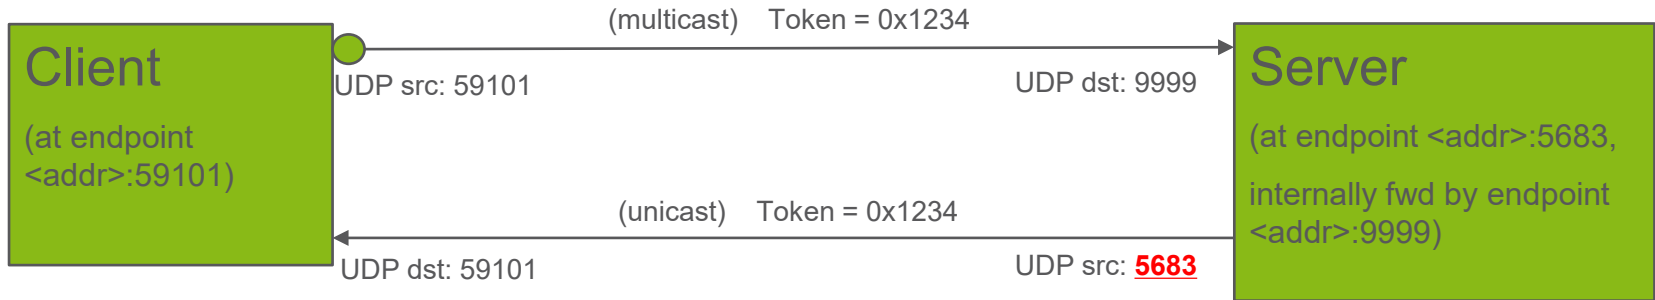 (multicast) Token = 0x1234
Client
UDP src: 59101
UDP dst: 9999
Server
(at endpoint
<addr>:59101)
(at endpoint <addr>:5683,
internally fwd by endpoint
<addr>:9999)
(unicast) Token = 0x1234
UDP dst: 59101
UDP src: 5683